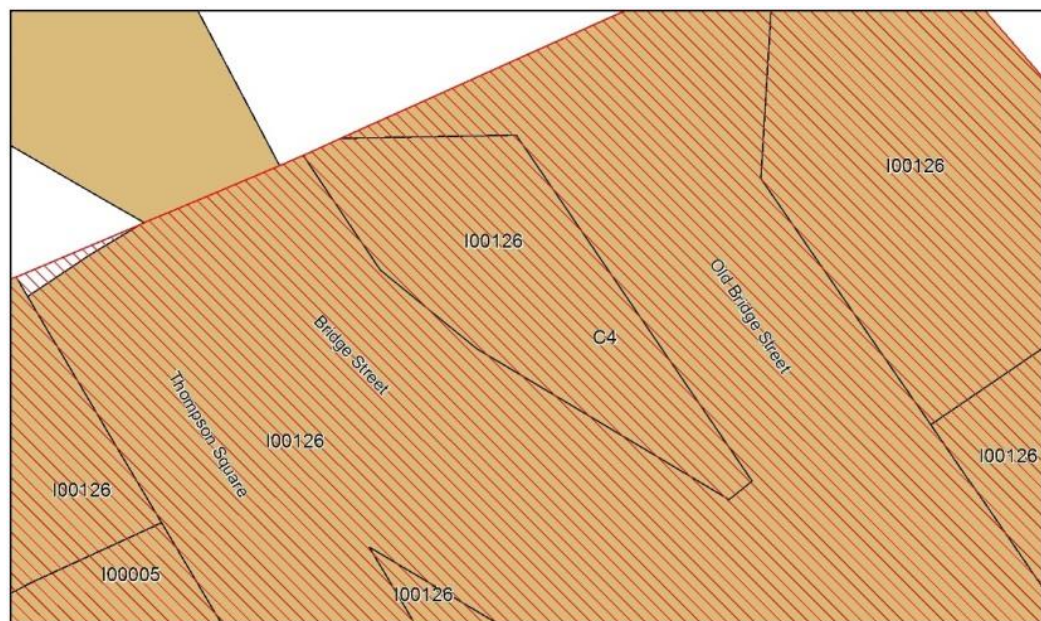 I00126
I00126
C4
Old Bridge Street
Bridge Street
Thompson Square
I00126
I00126
I00126
I00005
I00126